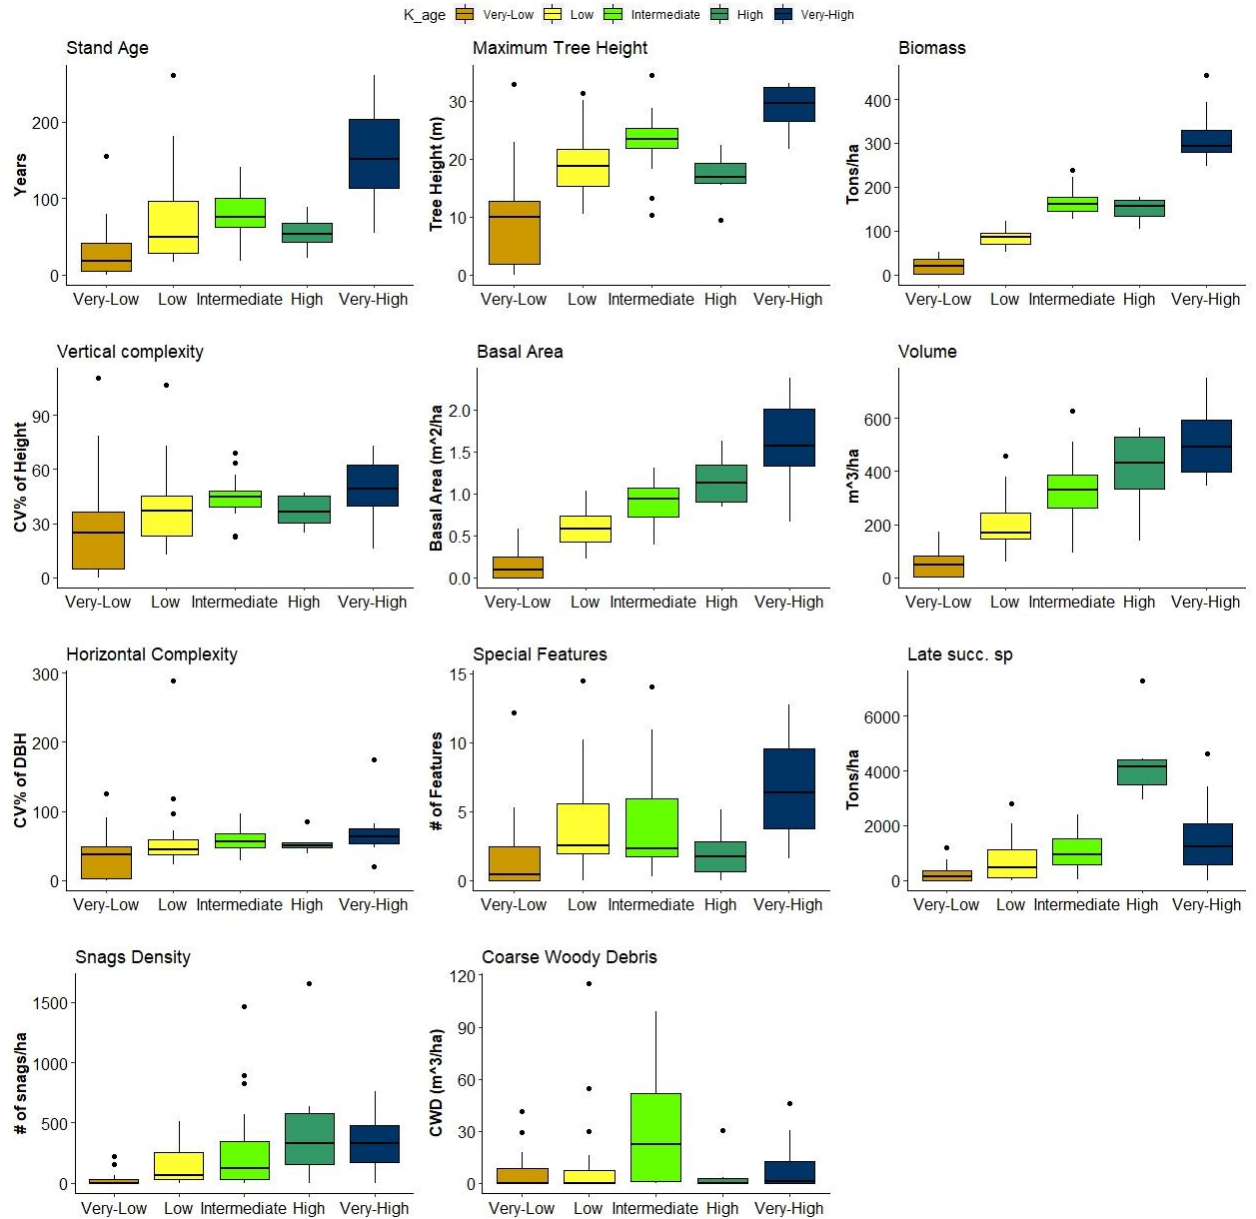 K_age Very-Low Low Intermediate High Very-High
Stand Age
Years
200
100
0
Very-Low Low Intermediate High Very-High
Maximum Tree Height
Tree Height (m)
30
20
10
0
Very-Low Low Intermediate High Very-High
Biomass
Tons/ha
400
300
200
100
0
Very-Low Low Intermediate High Very-High
Vertical complexity
CV% of Height
90
60
30
0
Very-Low Low Intermediate High Very-High
Basal Area
Basal Area (m^2/ha
2.0
1.5
1.0
0.5
0.0
Very-Low Low Intermediate High Very-High
Volume
m^3/ha
600
400
200
0
Very-Low Low Intermediate High Very-High
Horizontal Complexity
CV% of DBH
300
200
100
0
Very-Low Low Intermediate High Very-High
Special Features
# of Features
15
10
5
0
Very-Low Low Intermediate High Very-High
Late succ. sp
Tons/ha
6000
4000
2000
0
Very-Low Low Intermediate High Very-High
Snags Density
# of snags/ha
1500
1000
500
0
Very-Low Low Intermediate High Very-High
Coarse Woody Debris
CWD (m^3/ha)
120
90
60
30
0
Very-Low Low Intermediate High Very-High